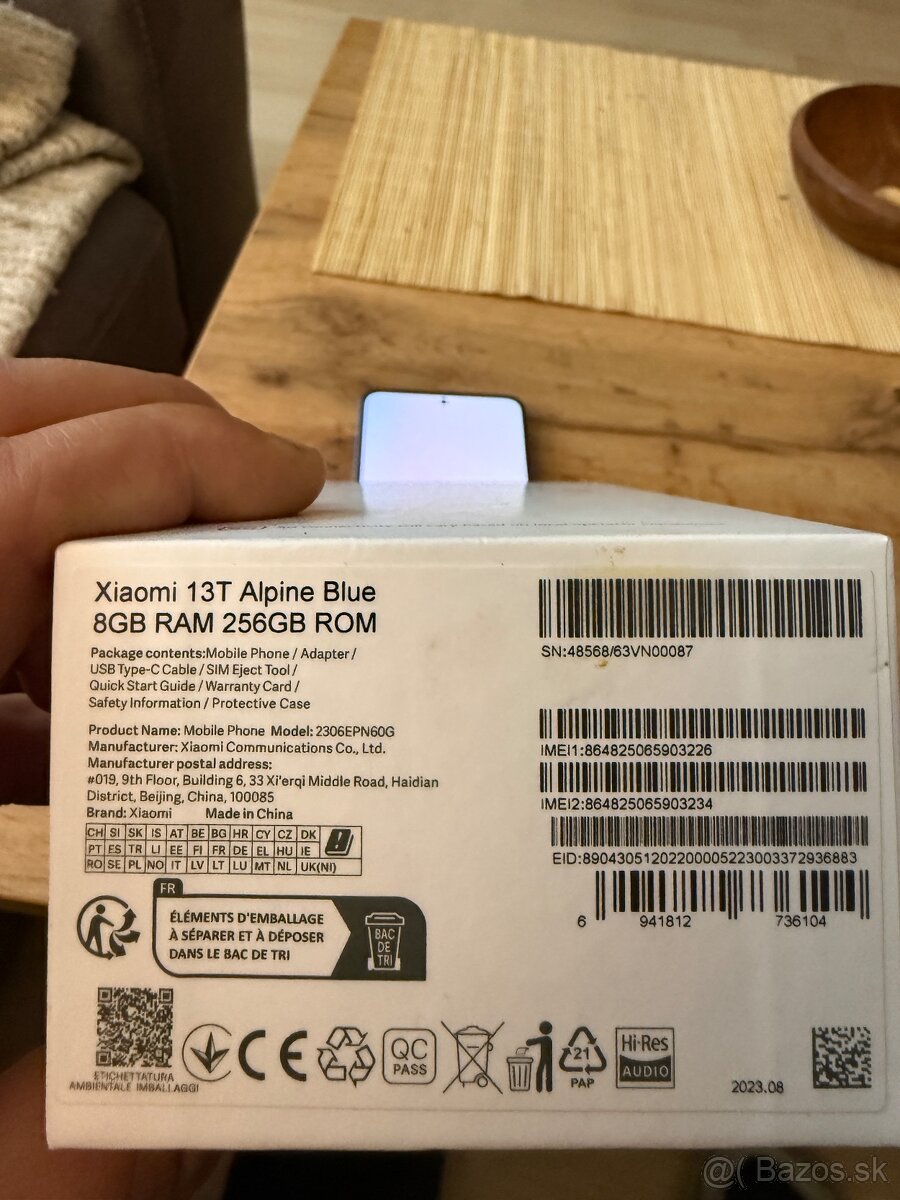 Xiaomi 13T Alpine Blue
8GB RAM 256GB ROM
Package contents:Mobile Phone / Adapter /
USB Type-C Cable / SIM Eject Tool /
Quick Start Guide / Warranty Card /
Safety Information / Protective Case
Product Name: Mobile Phone Model: 2306EPN60G
Manufacturer: Xiaomi Communications Co., Ltd.
Manufacturer postal address:
#019, 9th Floor, Building 6, 33 Xi'erqi Middle Road, Haidian
District, Beijing, China, 100085
Brand: Xiaomi Made in China
CH SI SK IS AT BE BG HR CY CZ DK
PT ES TR LI EE FI FR DE EL HU IE
RO SE PL NO IT LV LT LU MT NL UK(NI)
FR
ÉLÉMENTS D'EMBALLAGE
À SÉPARER ET À DÉPOSER
DANS LE BAC DE TRI
BAC
DE
TRI
ETICHETTATURA
AMBIENTALE IMBALLAGGI
CE
QC
PASS
21
PAP
Hi-Res
AUDIO
SN:48568/63VN00087
IMEI1:864825065903226
IMEI2:864825065903234
EID:89043051202200005223003372936883
6 941812 736104
2023.08
@( Bazos.sk